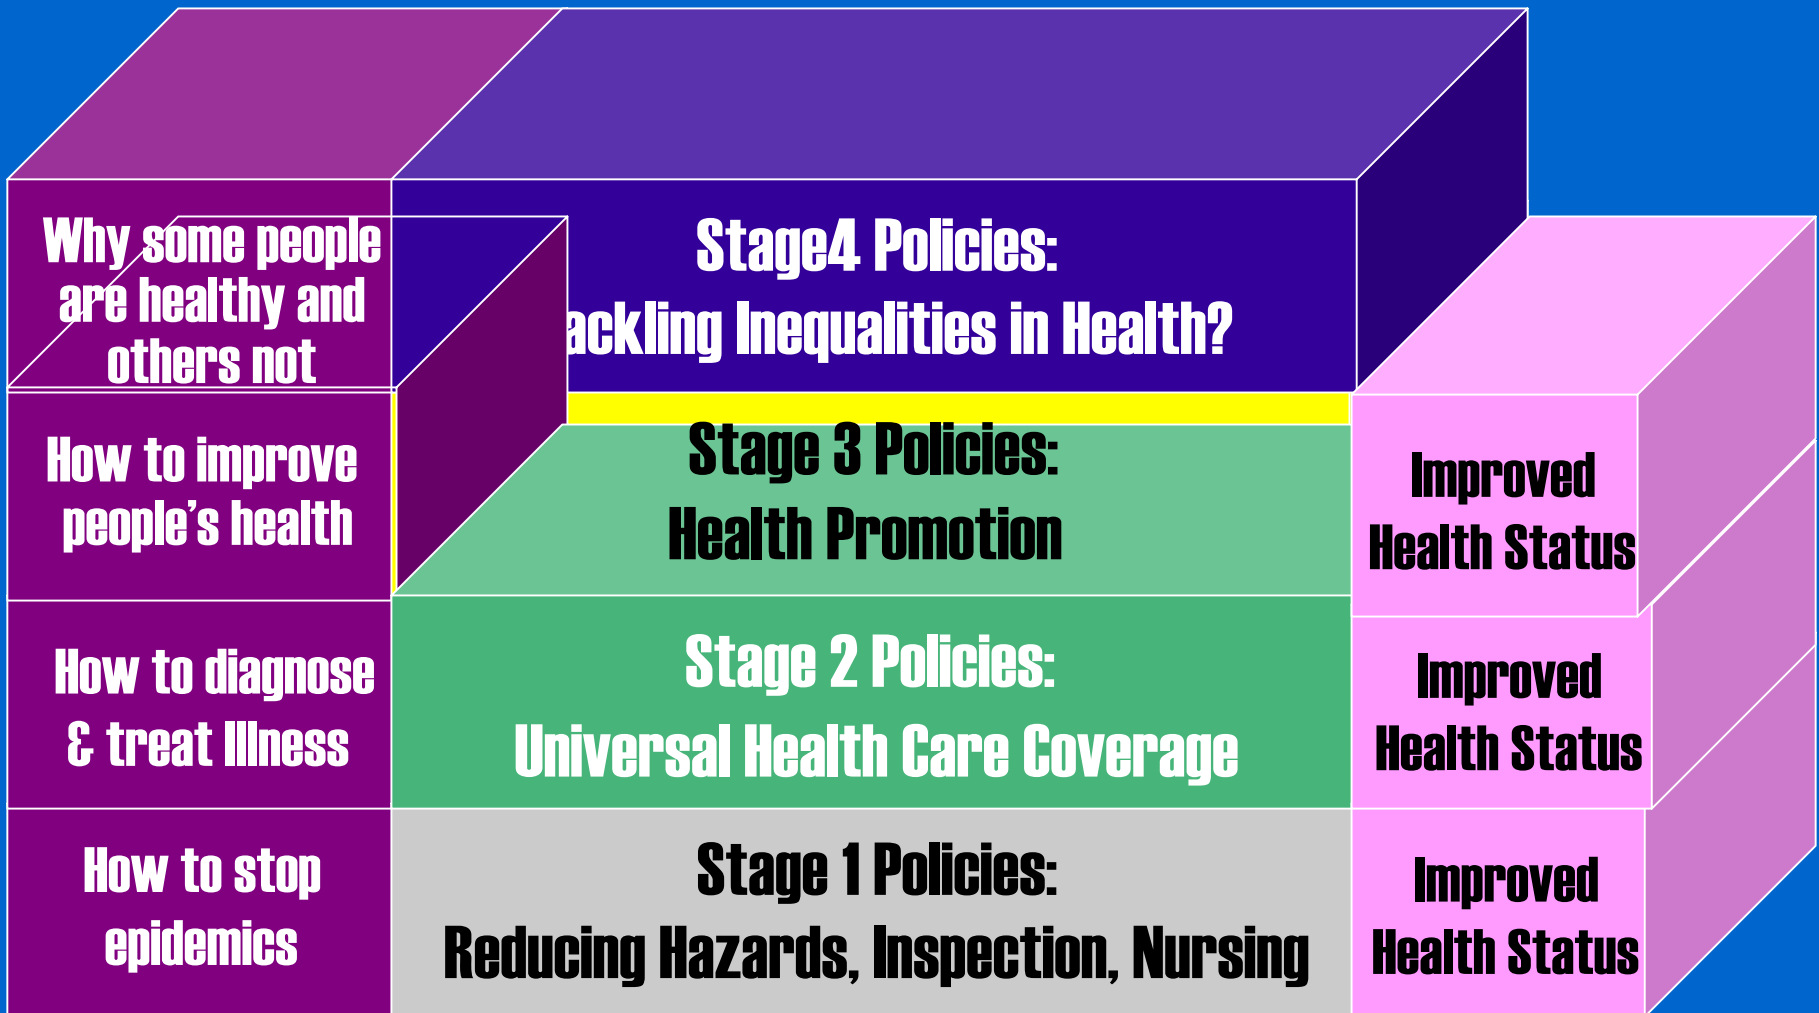 Why some people
are healthy and
others not
Stage4 Policies:
ackling Inequalities in Health?
How to improve
people's health
Stage 3 Policies:
Health Promotion
Improved
Health Status
How to diagnose
& treat Illness
Stage 2 Policies:
Universal Health Care Coverage
Improved
Health Status
How to stop
epidemics
Stage 1 Policies:
Reducing Hazards, Inspection, Nursing
Improved
Health Status